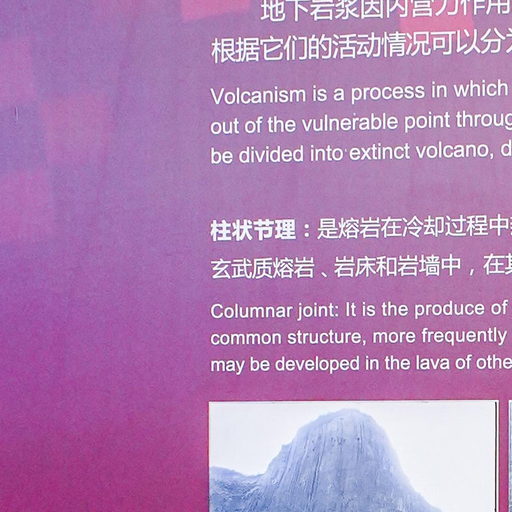 地下岩浆因内营力作用
根据它们的活动情况可以分为
Volcanism is a process in which
out of the vulnerable point throug
be divided into extinct volcano, d
柱状节理：是熔岩在冷却过程中
玄武质熔岩、岩床和岩墙中，在其
Columnar joint: It is the produce of
common structure, more frequently
may be developed in the lava of othe